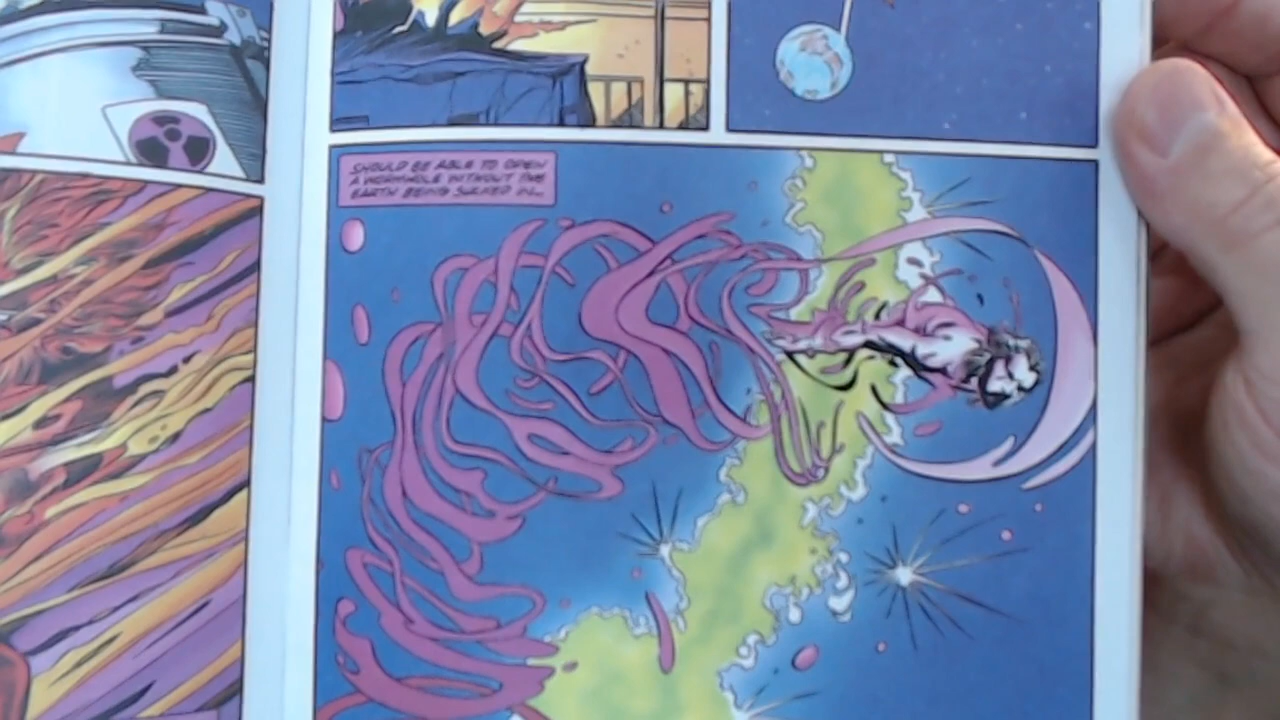 SHOULD BE ABLE TO OPEN
A WORMHOLE WITHOUT THE
EARTH BEING SUCKED IN...